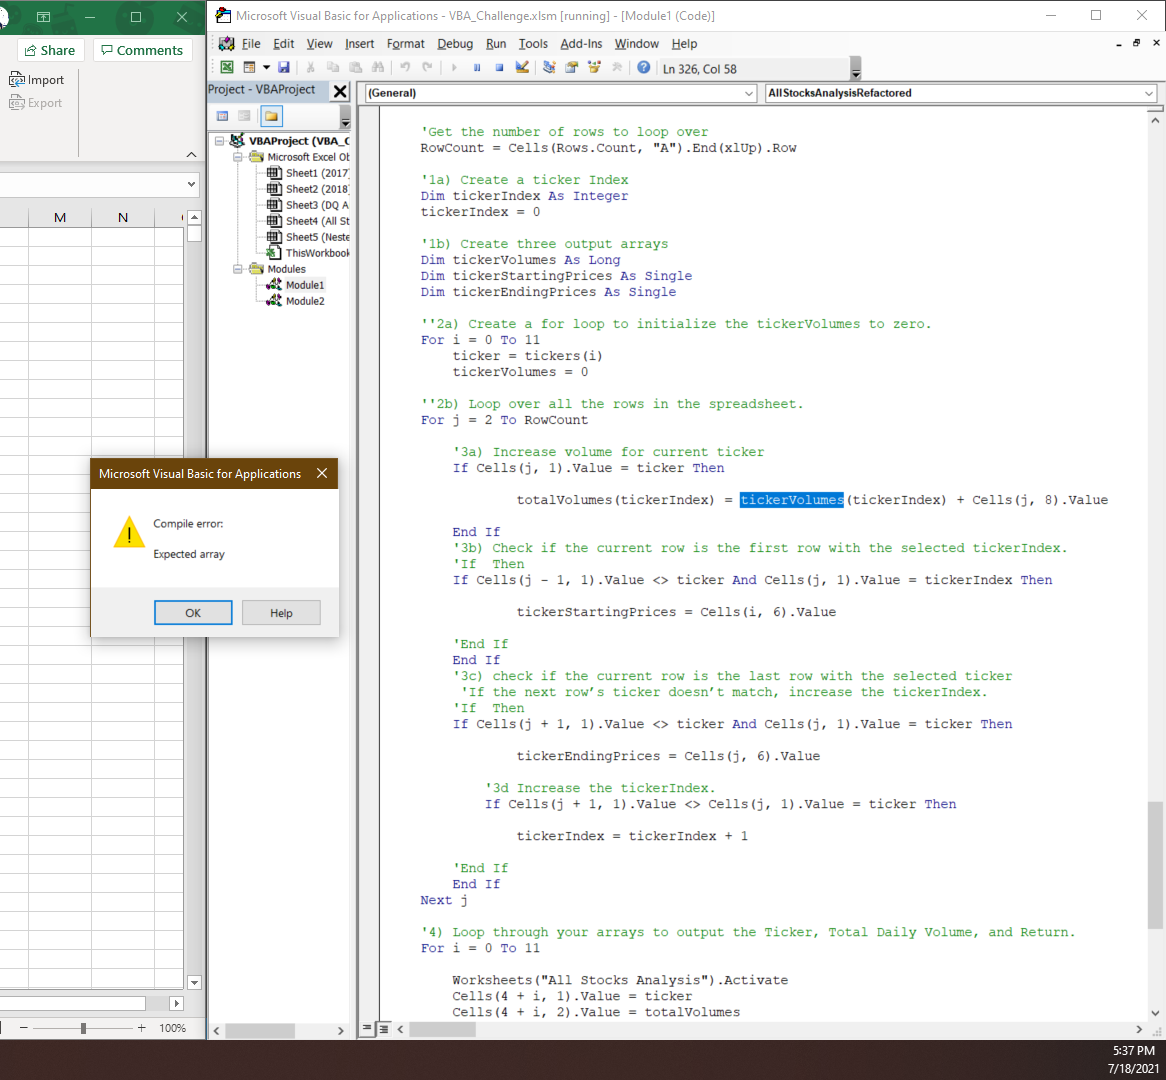 Microsoft Visual Basic for Applications - VBA_Challenge.xlsm [running] - [Module1 (Code)]
Share
Comments
File Edit View Insert Format Debug Run Tools Add-Ins Window Help
Import
Export
Ln 326, Col 58
Project - VBAProject
(General)
AllStocksAnalysisRefactored
VBAProject (VBA_C
Microsoft Excel Ob
Sheet1 (2017
Sheet2 (2018
Sheet3 (DQ A
Sheet4 (All St
Sheet5 (Neste
ThisWorkbook
Modules
Module1
Module2
M N
'Get the number of rows to loop over
RowCount = Cells(Rows.Count, "A").End(xlUp).Row
'1a) Create a ticker Index
Dim tickerIndex As Integer
tickerIndex = 0
'1b) Create three output arrays
Dim tickerVolumes As Long
Dim tickerStartingPrices As Single
Dim tickerEndingPrices As Single
''2a) Create a for loop to initialize the tickerVolumes to zero.
For i = 0 To 11
ticker = tickers(i)
tickerVolumes = 0
''2b) Loop over all the rows in the spreadsheet.
For j = 2 To RowCount
'3a) Increase volume for current ticker
If Cells(j, 1).Value = ticker Then
totalVolumes(tickerIndex) = tickerVolumes(tickerIndex) + Cells(j, 8).Value
End If
'3b) Check if the current row is the first row with the selected tickerIndex.
'If  Then
If Cells(j - 1, 1).Value <> ticker And Cells(j, 1).Value = tickerIndex Then
tickerStartingPrices = Cells(i, 6).Value
'End If
End If
'3c) check if the current row is the last row with the selected ticker
'If the next row’s ticker doesn’t match, increase the tickerIndex.
'If  Then
If Cells(j + 1, 1).Value <> ticker And Cells(j, 1).Value = ticker Then
tickerEndingPrices = Cells(j, 6).Value
'3d Increase the tickerIndex.
If Cells(j + 1, 1).Value <> Cells(j, 1).Value = ticker Then
tickerIndex = tickerIndex + 1
'End If
End If
Next j
'4) Loop through your arrays to output the Ticker, Total Daily Volume, and Return.
For i = 0 To 11
Worksheets("All Stocks Analysis").Activate
Cells(4 + i, 1).Value = ticker
Cells(4 + i, 2).Value = totalVolumes
Microsoft Visual Basic for Applications
Compile error:
Expected array
OK Help
100%
5:37 PM
7/18/2021